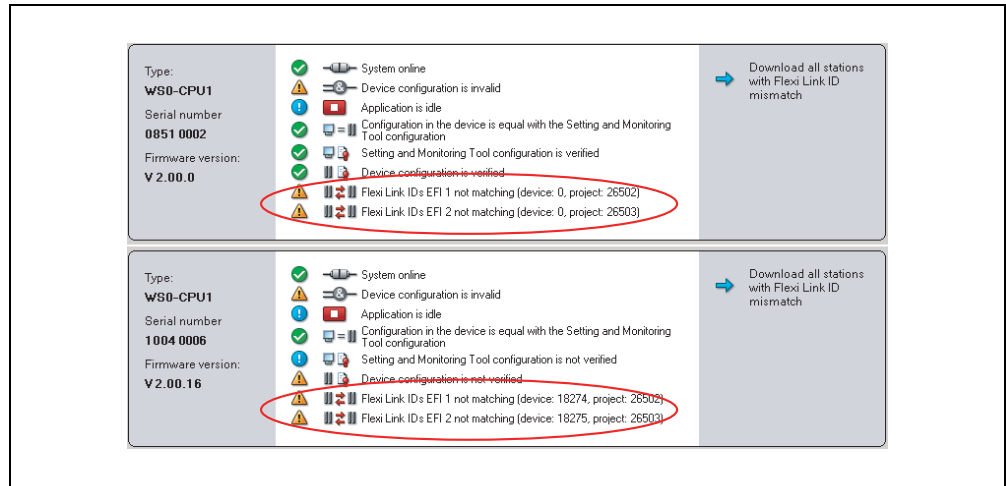 Type:
WS0-CPU1
Serial number
0851 0002
Firmware version:
V 2.00.0
System online
Device configuration is invalid
Application is idle
Configuration in the device is equal with the Setting and Monitoring
Tool configuration
Setting and Monitoring Tool configuration is verified
Device configuration is verified
Flexi Link IDs EFI 1 not matching (device: 0, project: 26502)
Flexi Link IDs EFI 2 not matching (device: 0, project: 26503)
Download all stations
with Flexi Link ID
mismatch
Type:
WS0-CPU1
Serial number
1004 0006
Firmware version:
V 2.00.16
System online
Device configuration is invalid
Application is idle
Configuration in the device is equal with the Setting and Monitoring
Tool configuration
Setting and Monitoring Tool configuration is not verified
Device configuration is not verified
Flexi Link IDs EFI 1 not matching (device: 18274, project: 26502)
Flexi Link IDs EFI 2 not matching (device: 18275, project: 26503)
Download all stations
with Flexi Link ID
mismatch